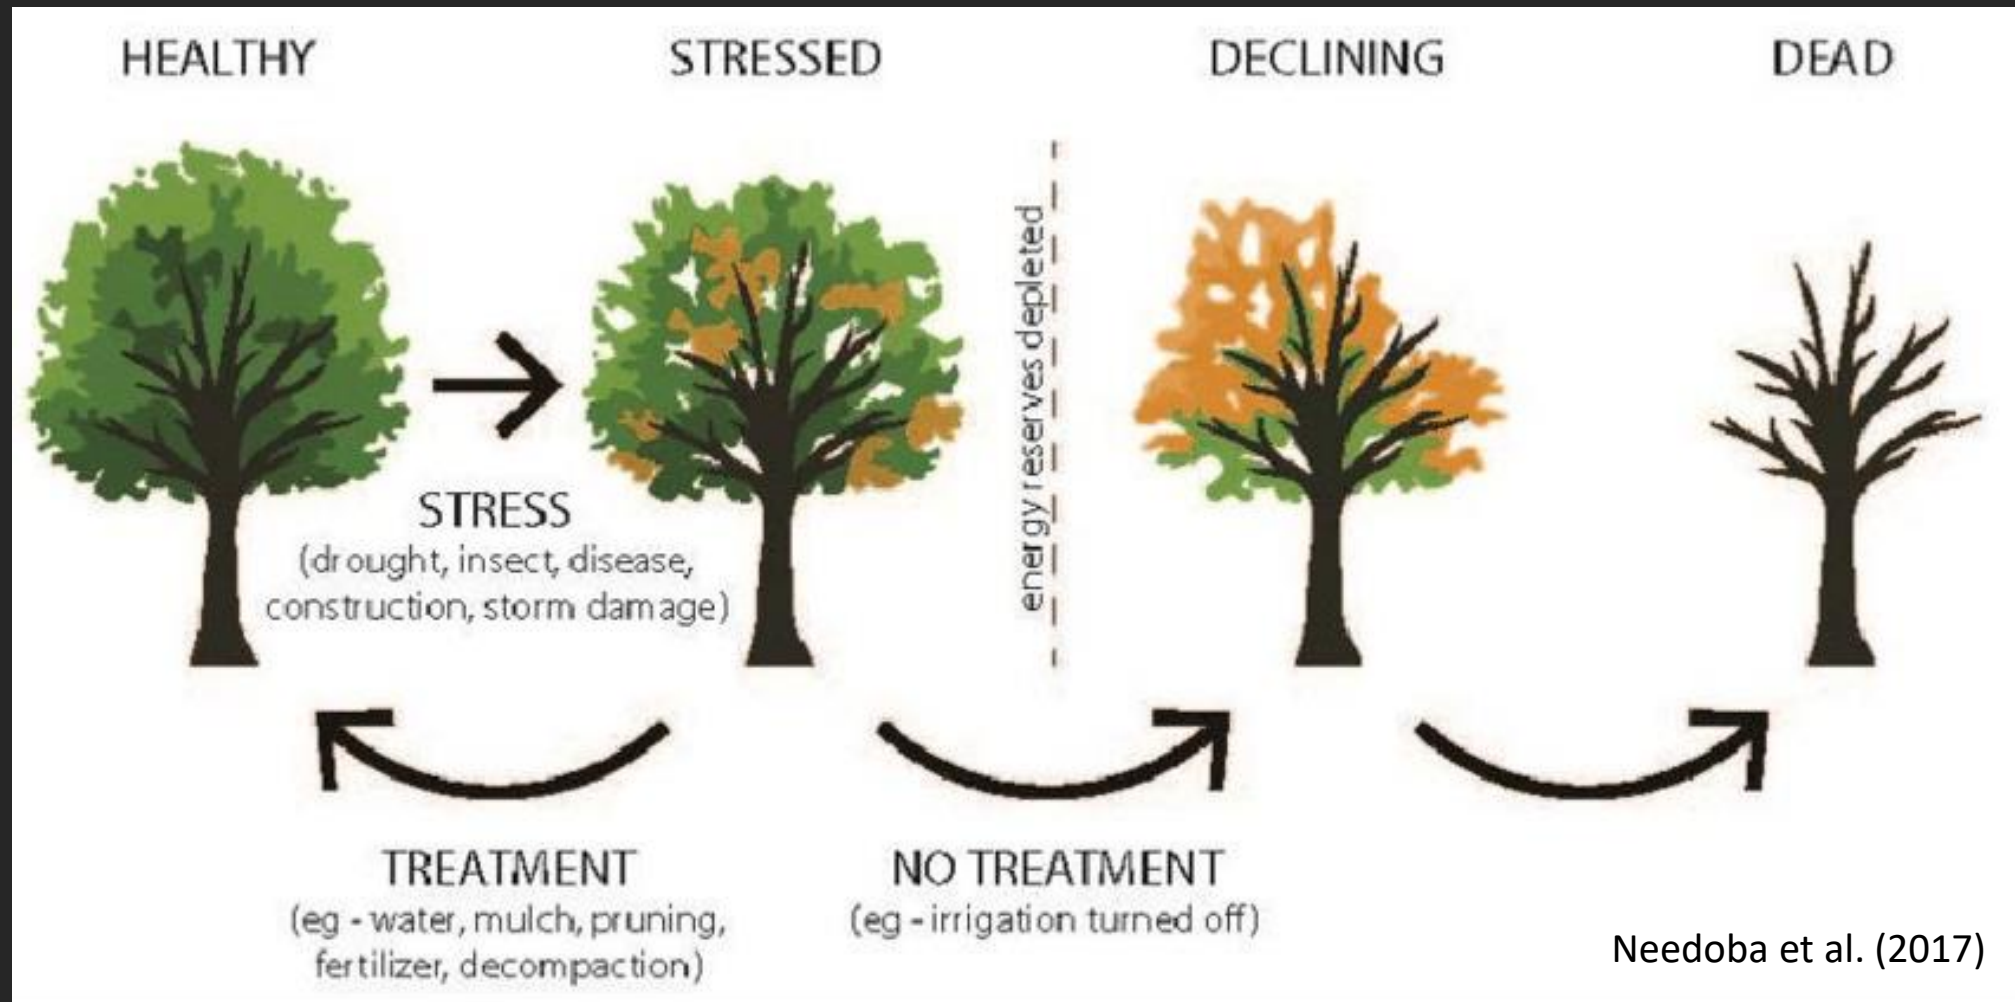 HEALTHY
STRESSED
DECLINING
DEAD
STRESS
(drought, insect, disease,
construction, storm damage)
energy reserves depleted
TREATMENT
(eg - water, mulch, pruning,
fertilizer, decompaction)
NO TREATMENT
(eg - irrigation turned off)
Needoba et al. (2017)